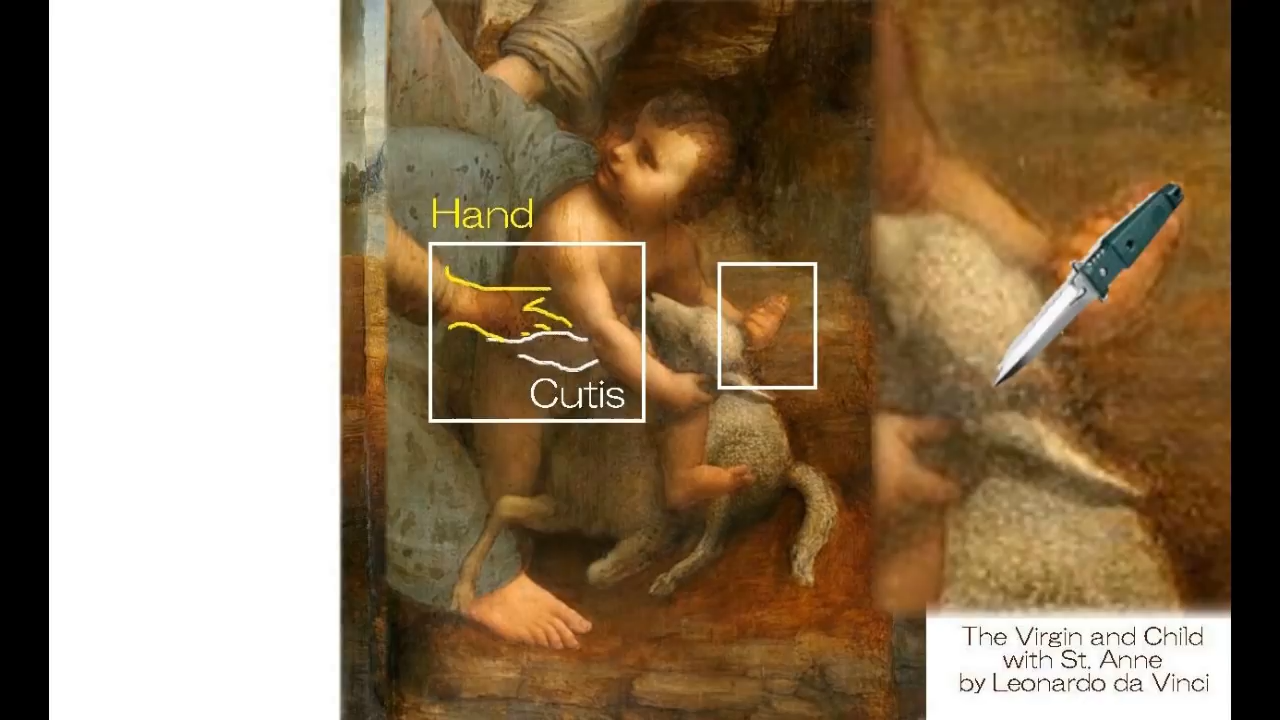 Hand
Cutis
The Virgin and Child
with St. Anne
by Leonardo da Vinci